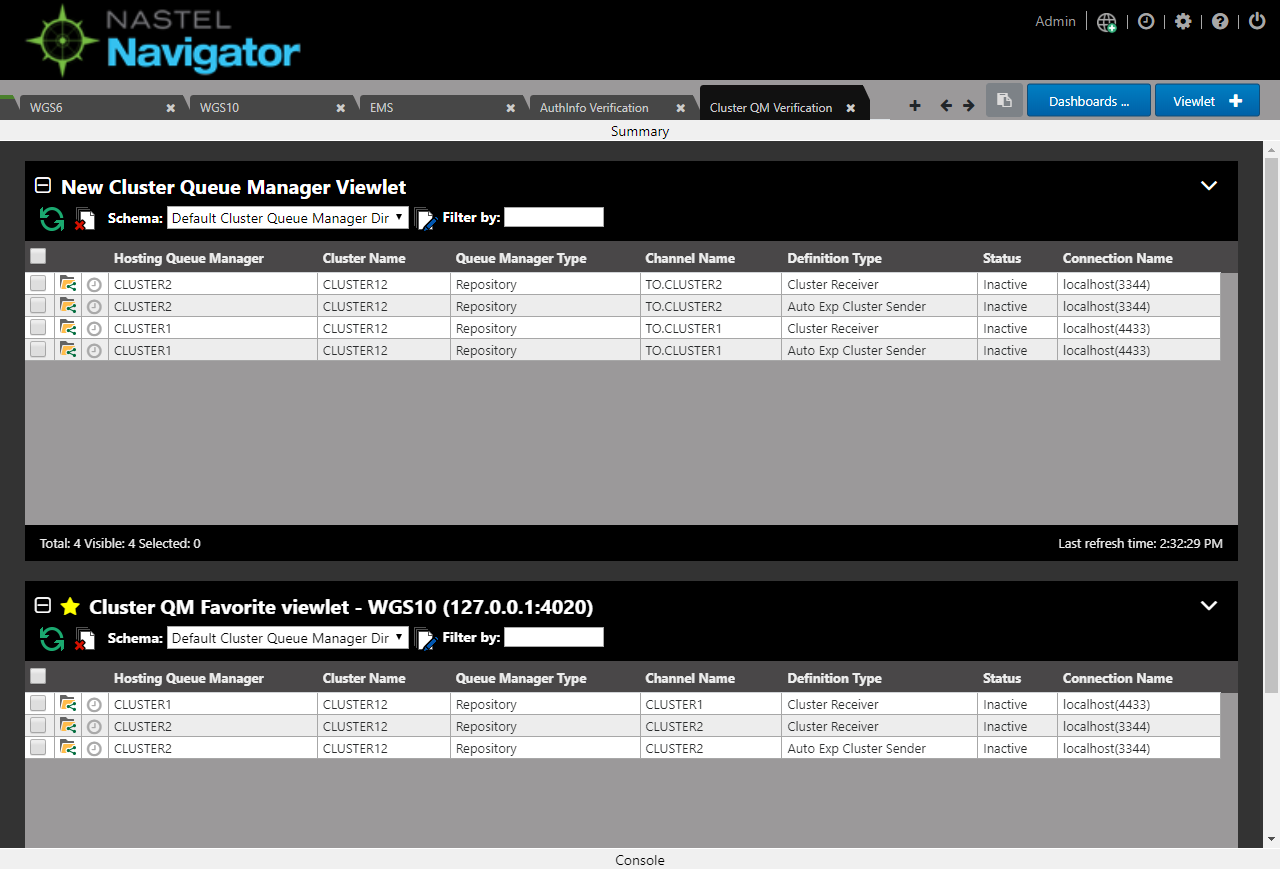 NASTEL
Navigator
Admin
WGS6 WGS10 EMS AuthInfo Verification Cluster QM Verification Dashboards ... Viewlet
Summary
New Cluster Queue Manager Viewlet
Schema: Default Cluster Queue Manager Dir Filter by:
Hosting Queue Manager Cluster Name Queue Manager Type Channel Name Definition Type Status Connection Name
CLUSTER2 CLUSTER12 Repository TO.CLUSTER2 Cluster Receiver Inactive localhost(3344)
CLUSTER2 CLUSTER12 Repository TO.CLUSTER2 Auto Exp Cluster Sender Inactive localhost(3344)
CLUSTER1 CLUSTER12 Repository TO.CLUSTER1 Cluster Receiver Inactive localhost(4433)
CLUSTER1 CLUSTER12 Repository TO.CLUSTER1 Auto Exp Cluster Sender Inactive localhost(4433)
Total: 4 Visible: 4 Selected: 0 Last refresh time: 2:32:29 PM
Cluster QM Favorite viewlet - WGS10 (127.0.0.1:4020)
Schema: Default Cluster Queue Manager Dir Filter by:
Hosting Queue Manager Cluster Name Queue Manager Type Channel Name Definition Type Status Connection Name
CLUSTER1 CLUSTER12 Repository CLUSTER1 Cluster Receiver Inactive localhost(4433)
CLUSTER2 CLUSTER12 Repository CLUSTER2 Cluster Receiver Inactive localhost(3344)
CLUSTER2 CLUSTER12 Repository CLUSTER2 Auto Exp Cluster Sender Inactive localhost(3344)
Console